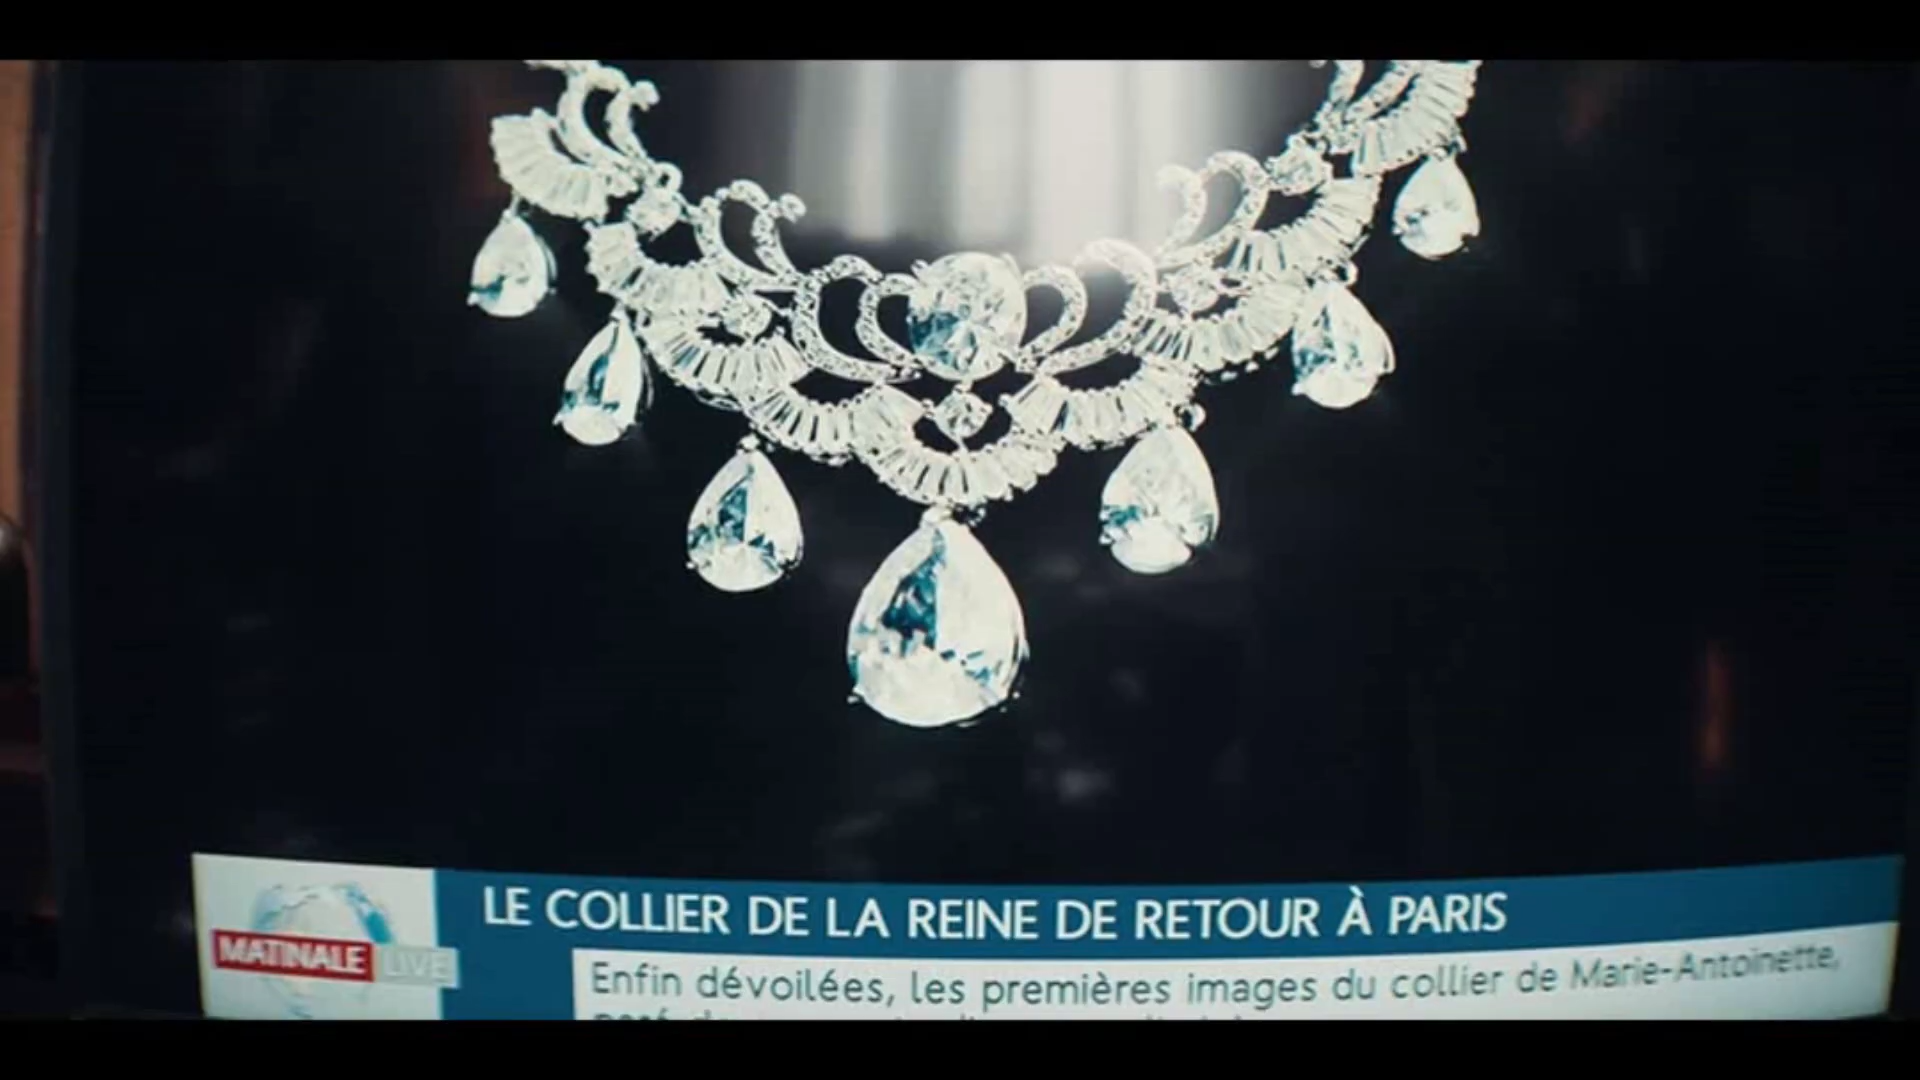 LE COLLIER DE LA REINE DE RETOUR À PARIS
MATINALE LIVE
Enfin dévoilées, les premières images du collier de Marie-Antoinette,